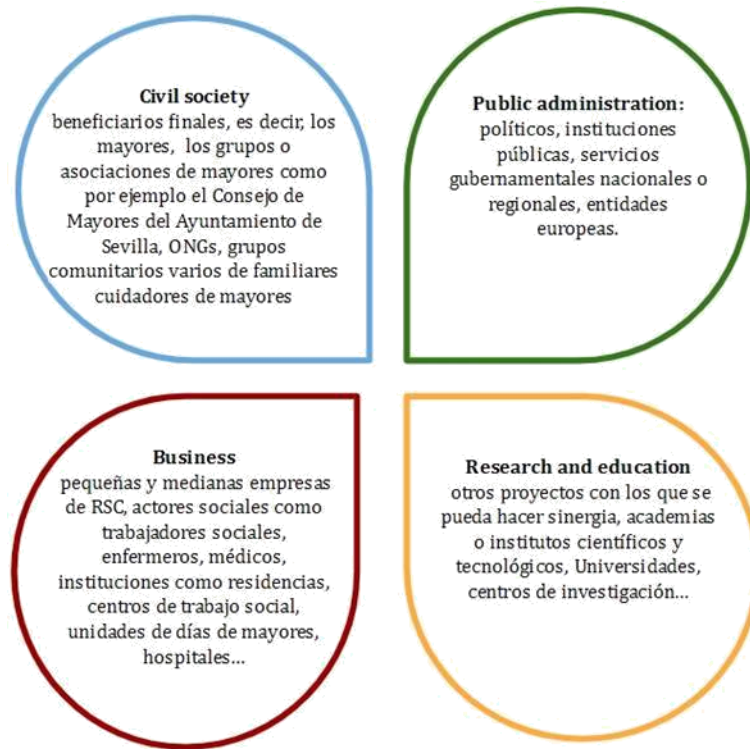 Civil society
beneficiarios finales, es decir, los
mayores, los grupos o
asociaciones de mayores como
por ejemplo el Consejo de
Mayores del Ayuntamiento de
Sevilla, ONGs, grupos
comunitarios varios de familiares
cuidadores de mayores
Public administration:
políticos, instituciones
públicas, servicios
gubernamentales nacionales o
regionales, entidades
europeas.
Business
pequeñas y medianas empresas
de RSC, actores sociales como
trabajadores sociales,
enfermeros, médicos,
instituciones como residencias,
centros de trabajo social,
unidades de días de mayores,
hospitales...
Research and education
otros proyectos con los que se
pueda hacer sinergia, academias
o institutos científicos y
tecnológicos, Universidades,
centros de investigación...